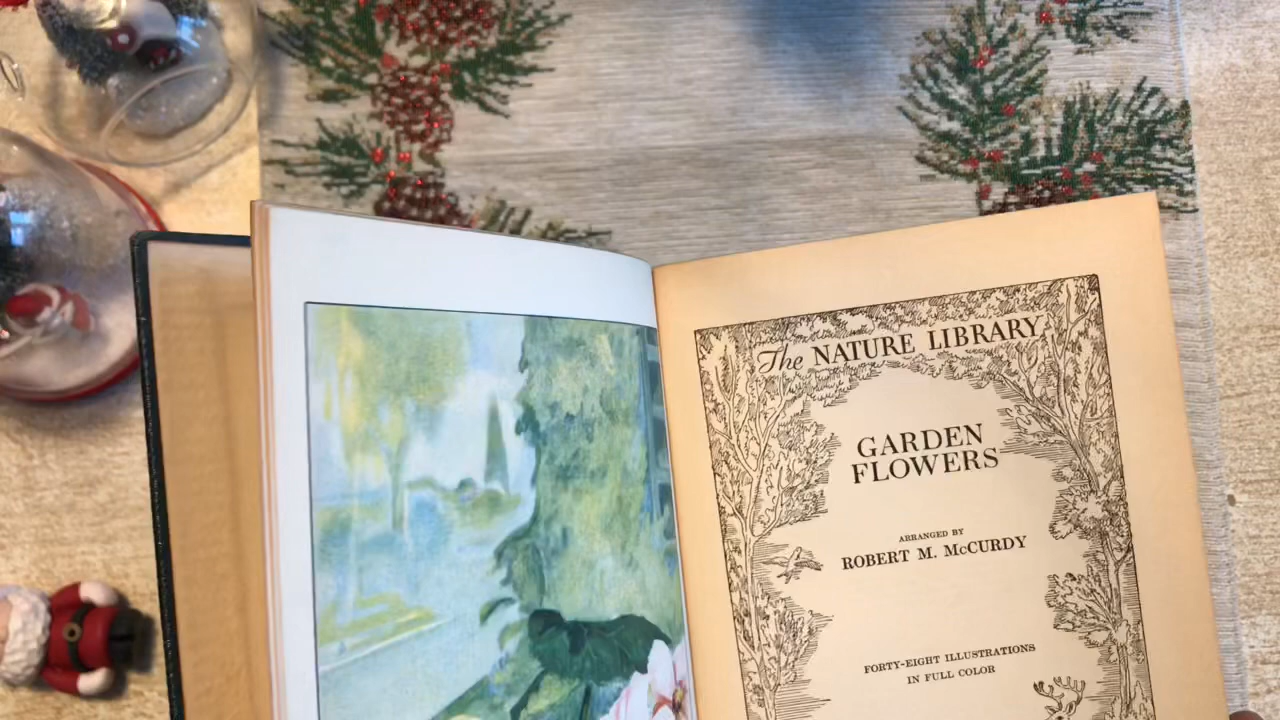 The NATURE LIBRARY
GARDEN
FLOWERS
ARRANGED BY
ROBERT M. McCURDY
FORTY-EIGHT ILLUSTRATIONS
IN FULL COLOR